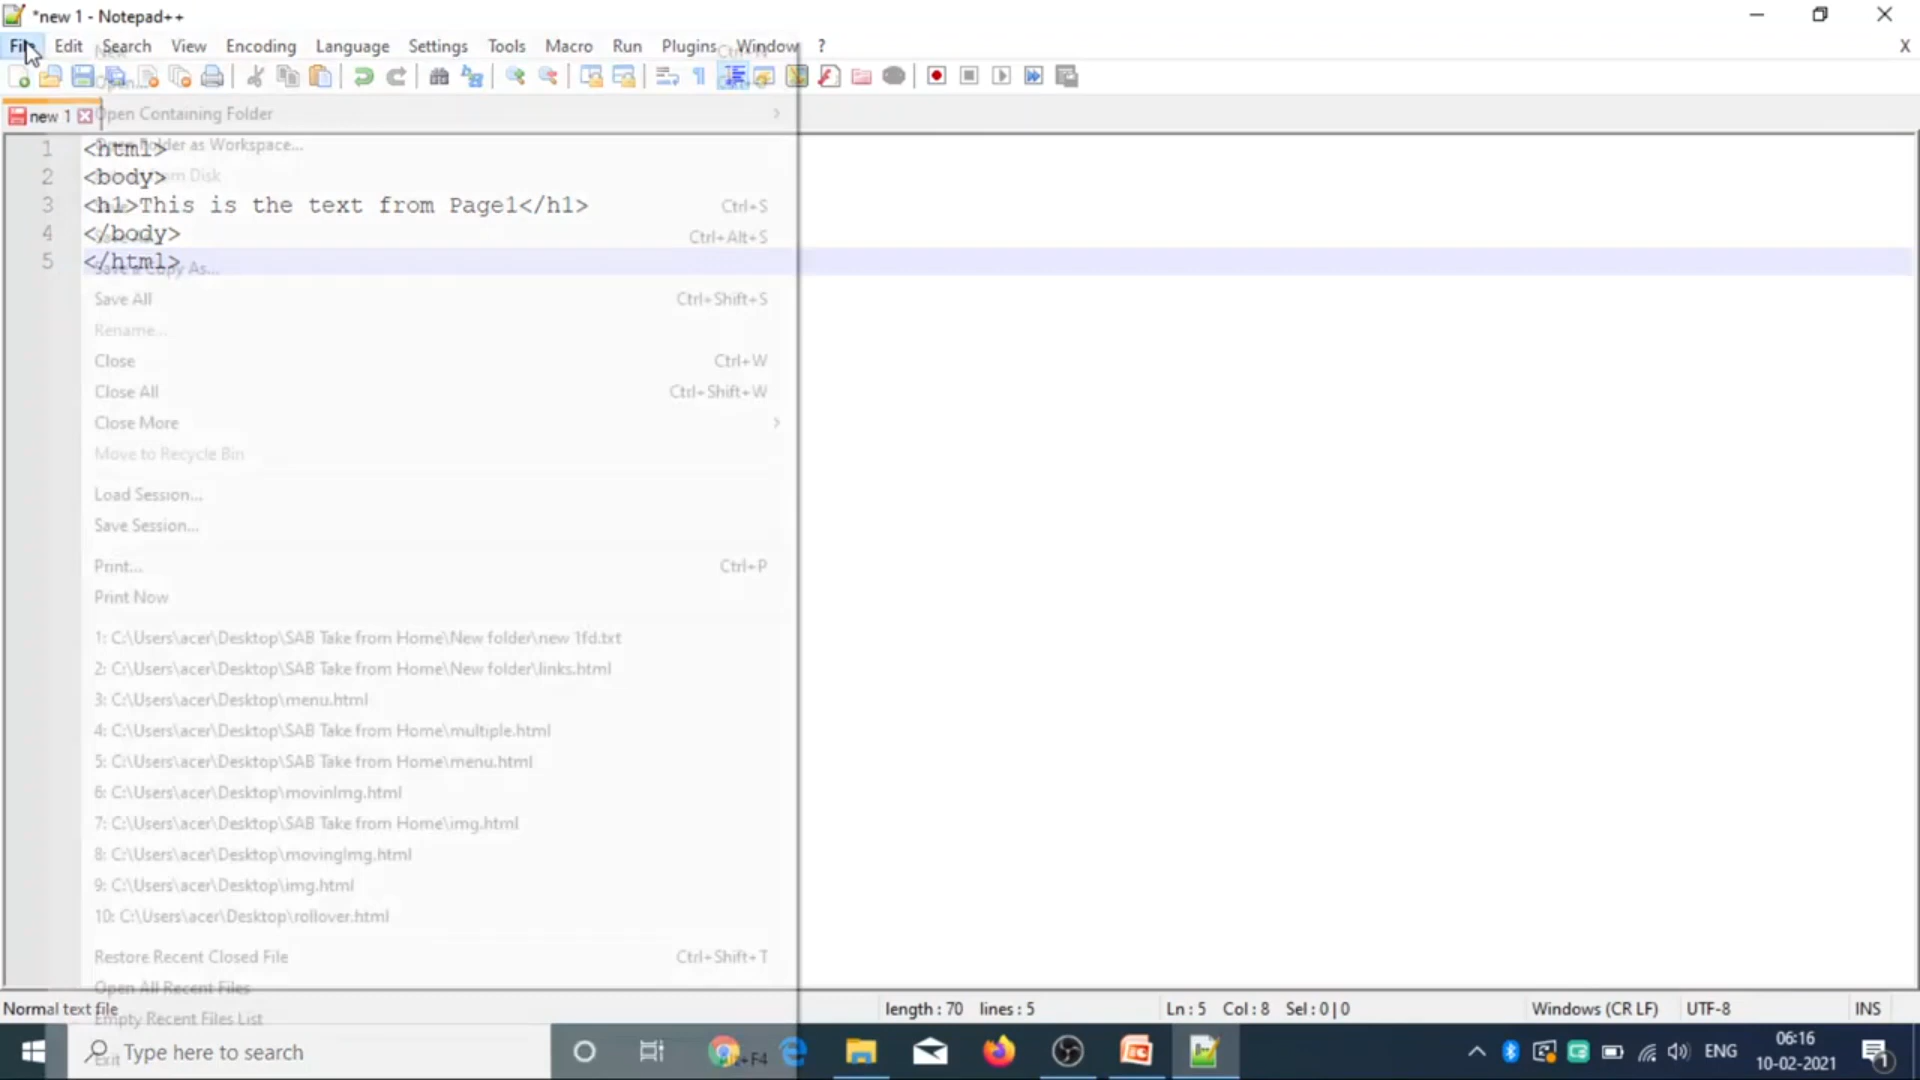 *new 1 - Notepad++
File Edit Search View Encoding Language Settings Tools Macro Run Plugins Window ? X
new 1
Open Containing Folder
Open Folder as Workspace...
1 <html>
2 <body>
3 <h1>This is the text from Page1</h1>
Ctrl+S
4 </body>
Ctrl+Alt+S
5 </html>
Save a Copy As...
Save All Ctrl+Shift+S
Rename...
Close Ctrl+W
Close All Ctrl+Shift+W
Close More
Move to Recycle Bin
Load Session...
Save Session...
Print... Ctrl+P
Print Now
1: C:\Users\acer\Desktop\SAB Take from Home\New folder\new 1fd.txt
2: C:\Users\acer\Desktop\SAB Take from Home\New folder\links.html
3: C:\Users\acer\Desktop\menu.html
4: C:\Users\acer\Desktop\SAB Take from Home\multiple.html
5: C:\Users\acer\Desktop\SAB Take from Home\menu.html
6: C:\Users\acer\Desktop\movinImg.html
7: C:\Users\acer\Desktop\SAB Take from Home\img.html
8: C:\Users\acer\Desktop\movingImg.html
9: C:\Users\acer\Desktop\img.html
10: C:\Users\acer\Desktop\rollover.html
Restore Recent Closed File Ctrl+Shift+T
Open All Recent Files
Normal text file length : 70 lines : 5 Ln : 5 Col : 8 Sel : 0 | 0 Windows (CR LF) UTF-8 INS
Empty Recent Files List
Type here to search
Exit
ENG
06:16
10-02-2021
1